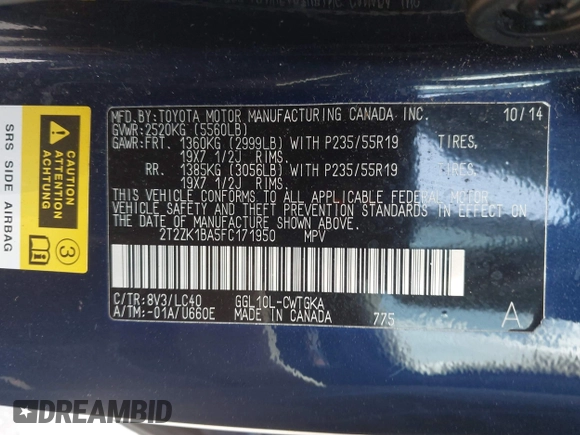 MFD.BY:TOYOTA MOTOR MANUFACTURING CANADA INC. 10/14
GVWR:2520KG (5560LB)
GAWR:FRT. 1360KG (2999LB) WITH P235/55R19 TIRES,
19X7 1/2J RIMS.
RR. 1385KG (3056LB) WITH P235/55R19 TIRES,
19X7 1/2J RIMS.
THIS VEHICLE CONFORMS TO ALL APPLICABLE FEDERAL MOTOR
VEHICLE SAFETY AND THEFT PREVENTION STANDARDS IN EFFECT ON
THE DATE OF MANUFACTURE SHOWN ABOVE.
2T2ZK1BA5FC171950 MPV
C/TR:8V3/LC40 GGL10L-CWTGKA
A/TM:-01A/U660E MADE IN CANADA 775 A
SRS SIDE AIRBAG
CAUTION
ATTENTION
ACHTUNG
3
DREAMBID